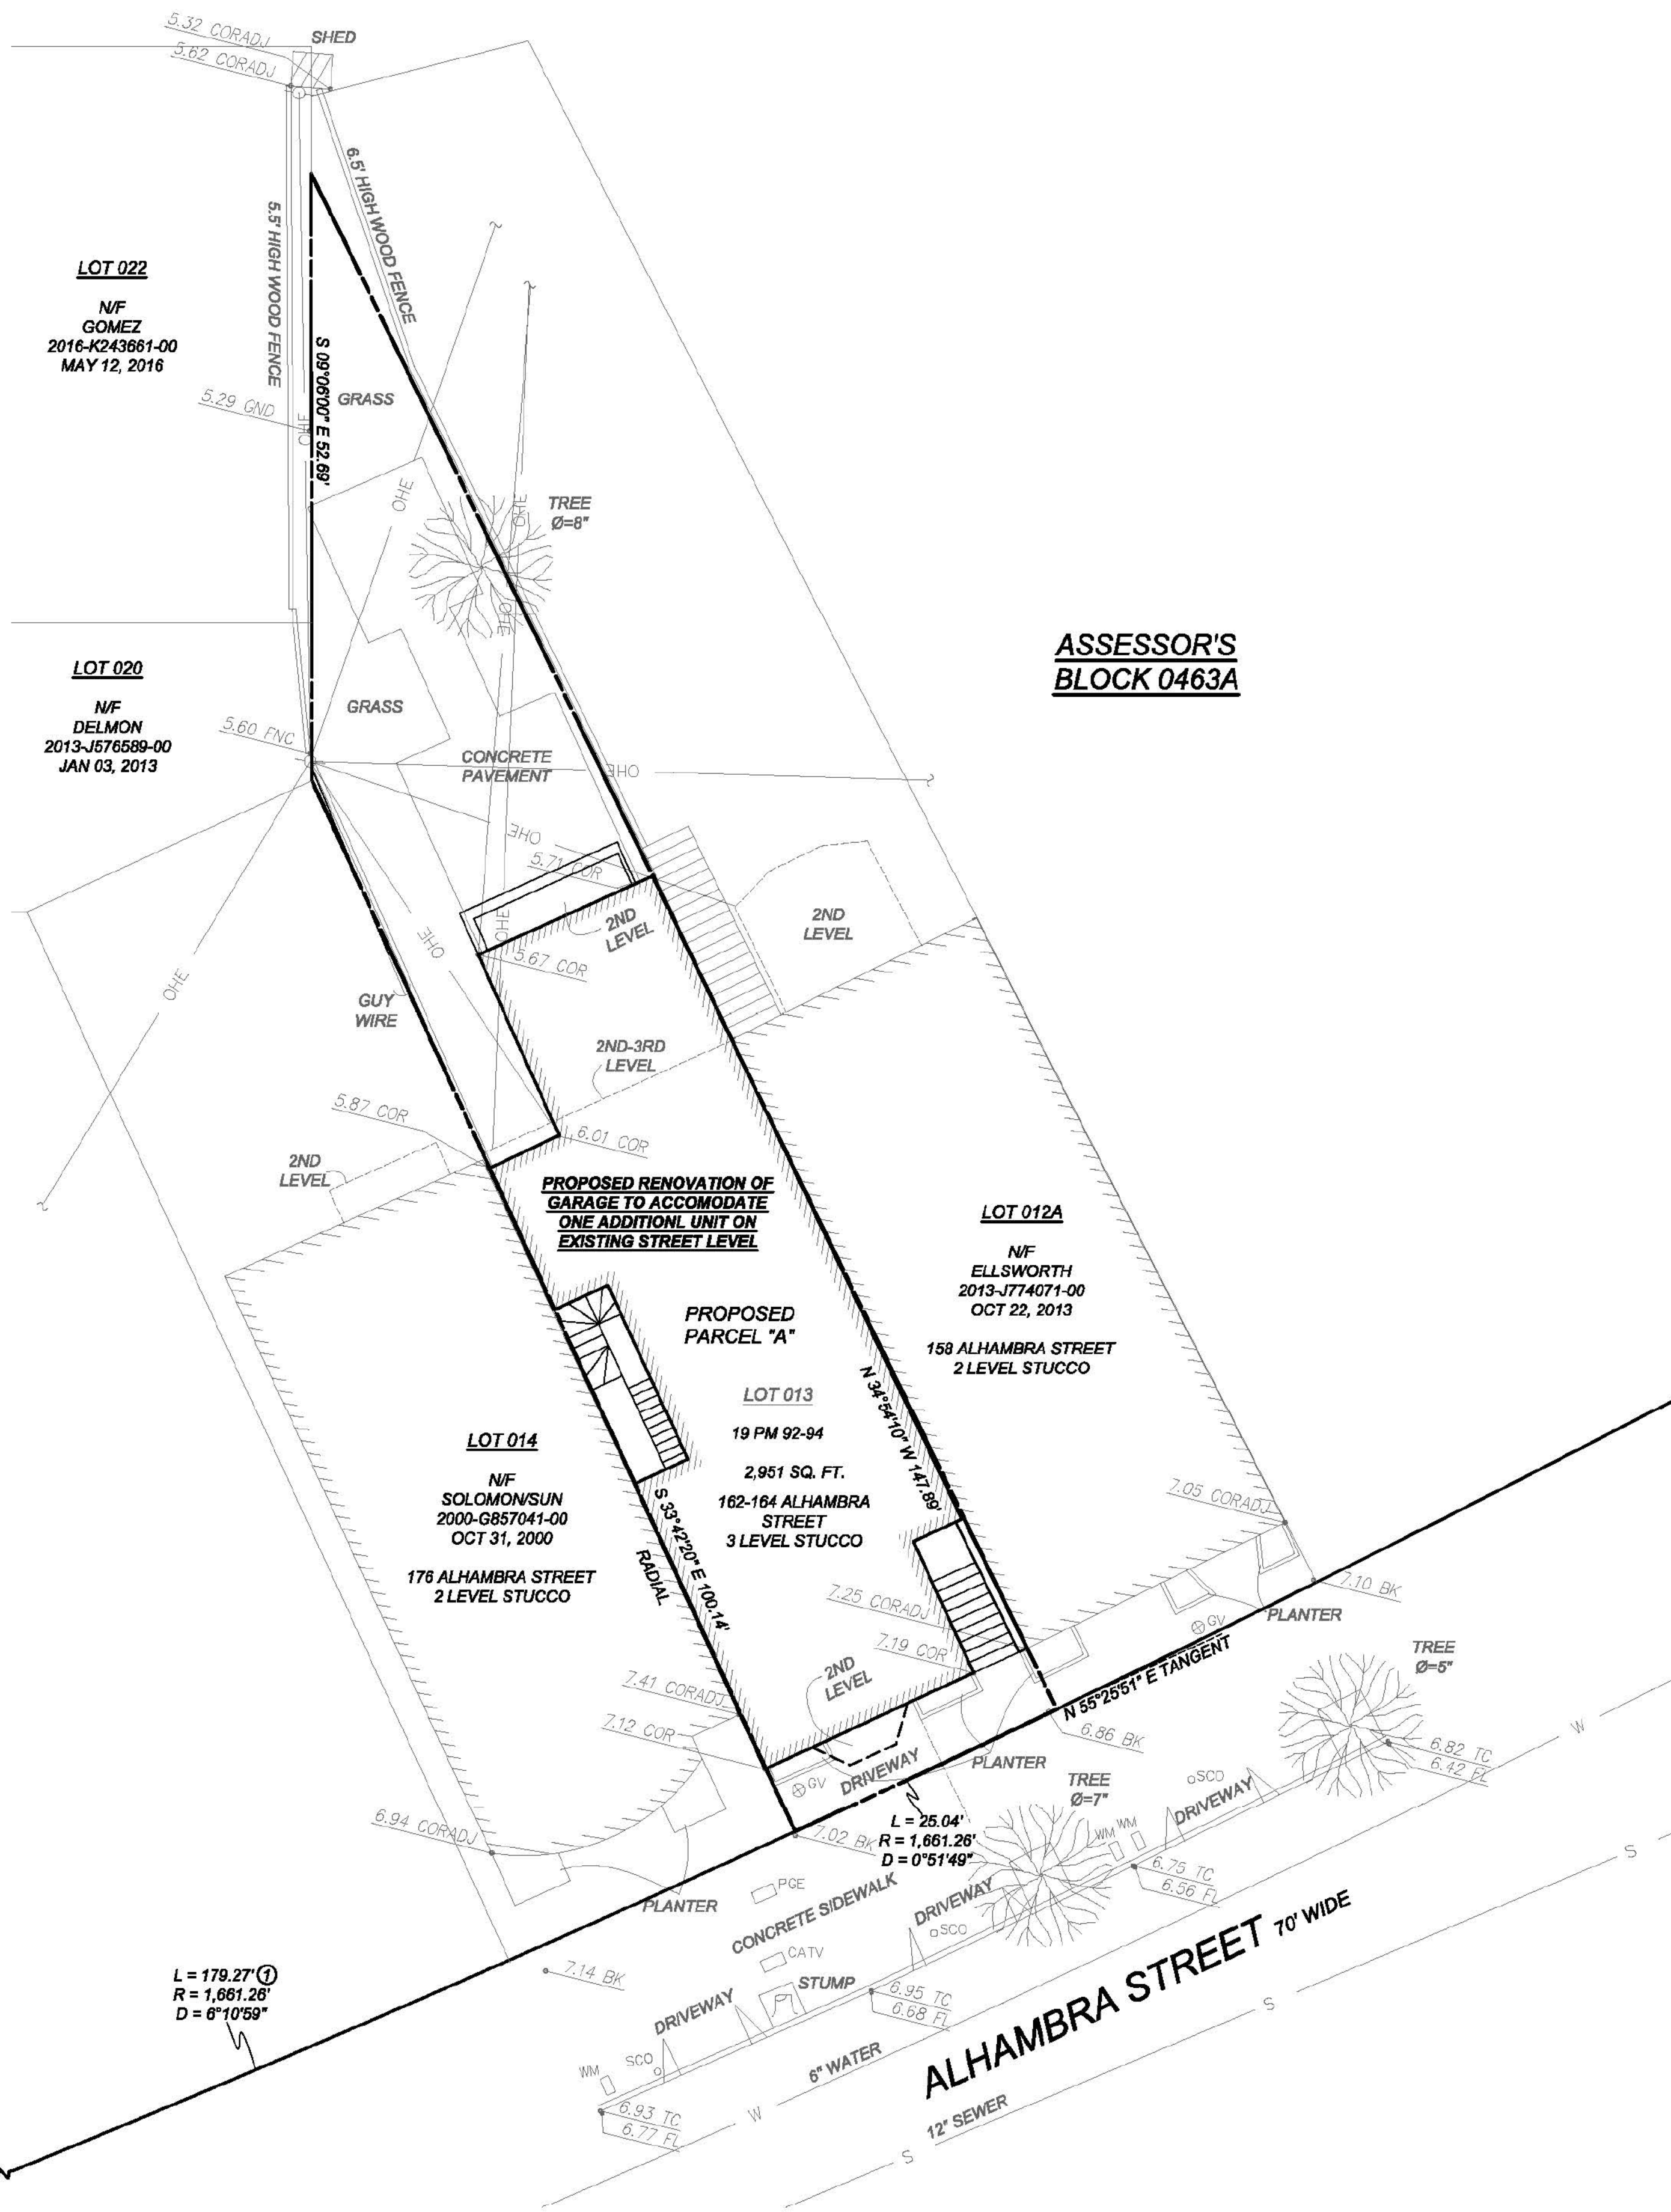 5.32 CORADJ
5.62 CORADJ
SHED
6.5' HIGH WOOD FENCE
5.5' HIGH WOOD FENCE
LOT 022
N/F
GOMEZ
2016-K243661-00
MAY 12, 2016
S 09°06'00" E 52.69'
5.29 GND
OHE
GRASS
OHE
OHE
TREE
Ø=8"
OHE
ASSESSOR'S
BLOCK 0463A
LOT 020
N/F
DELMON
2013-J576589-00
JAN 03, 2013
GRASS
5.60 FNC
CONCRETE
PAVEMENT
OHE
OHE
5.71 COR
2ND
LEVEL
OHE
OHE
2ND
LEVEL
5.67 COR
OHE
GUY
WIRE
2ND-3RD
LEVEL
5.87 COR
6.01 COR
2ND
LEVEL
PROPOSED RENOVATION OF
GARAGE TO ACCOMODATE
ONE ADDITIONL UNIT ON
EXISTING STREET LEVEL
LOT 012A
N/F
ELLSWORTH
2013-J774071-00
OCT 22, 2013
158 ALHAMBRA STREET
2 LEVEL STUCCO
PROPOSED
PARCEL "A"
LOT 013
19 PM 92-94
2,951 SQ. FT.
162-164 ALHAMBRA
STREET
3 LEVEL STUCCO
N 34°54'10" W 147.89'
LOT 014
N/F
SOLOMON/SUN
2000-G857041-00
OCT 31, 2000
176 ALHAMBRA STREET
2 LEVEL STUCCO
S 33°42'20" E 100.14'
RADIAL
7.05 CORADJ
7.25 CORADJ
7.10 BK
GV
PLANTER
7.19 COR
N 55°25'51" E TANGENT
TREE
Ø=5"
2ND
LEVEL
7.41 CORADJ
7.12 COR
6.86 BK
GV
DRIVEWAY
PLANTER
TREE
Ø=7"
SCO
DRIVEWAY
6.82 TC
6.42 FL
W
6.94 CORADJ
7.02 BK
L = 25.04'
R = 1,661.26'
D = 0°51'49"
WM
WM
6.75 TC
6.56 FL
S
PGE
PLANTER
CONCRETE SIDEWALK
DRIVEWAY
SCO
CATV
7.14 BK
STUMP
6.95 TC
6.68 FL
ALHAMBRA STREET 70' WIDE
L = 179.27' 1
R = 1,661.26'
D = 6°10'59"
DRIVEWAY
S
SCO
WM
6" WATER
6.93 TC
6.77 FL
W
12" SEWER
S